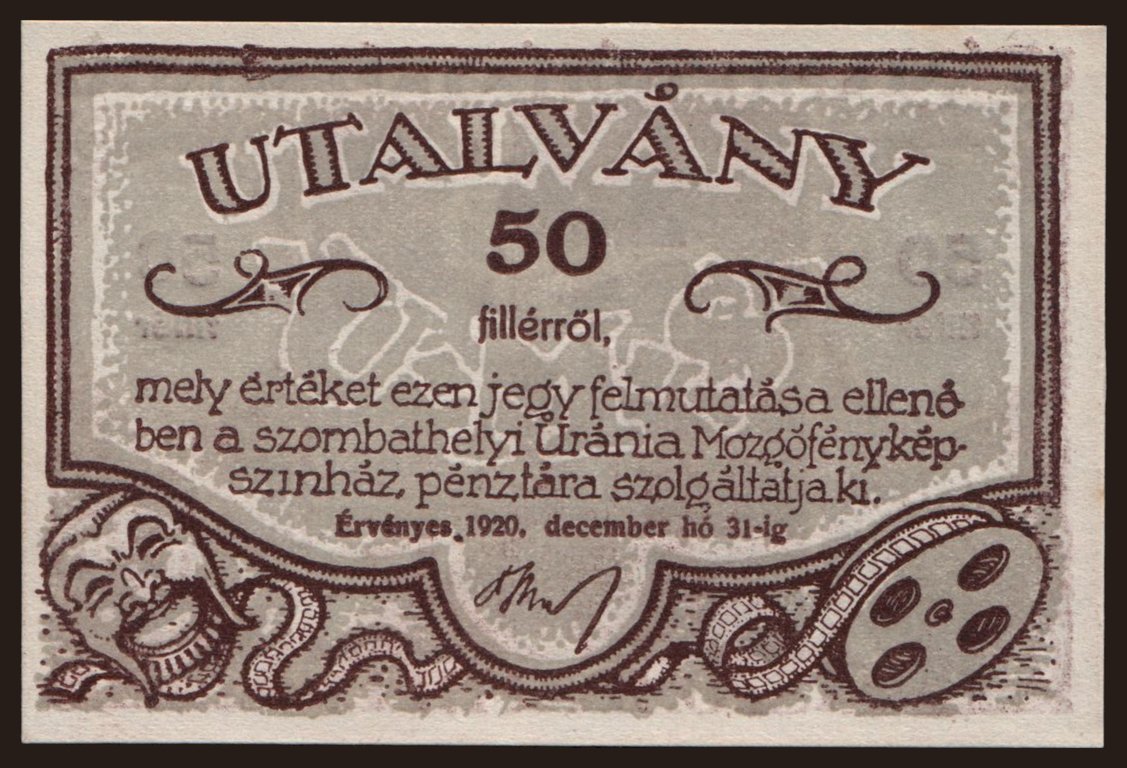 UTALVÁNY
50
fillérről,
mely értéket ezen jegy felmutatása ellené-
ben a szombathelyi Uránia Mozgófénykép-
szinház, pénztára szolgáltatja ki.
Érvényes 1920. december hó 31-ig